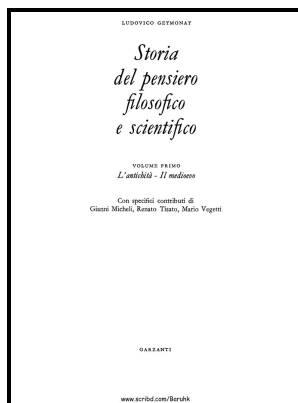 LUDOVICO GEYMONAT
Storia
del pensiero
filosofico
e scientifico
VOLUME PRIMO
L'antichità - Il medioevo
Con specifici contributi di
Gianni Micheli, Renato Tisato, Mario Vegetti
GARZANTI
www.scribd.com/Baruhk